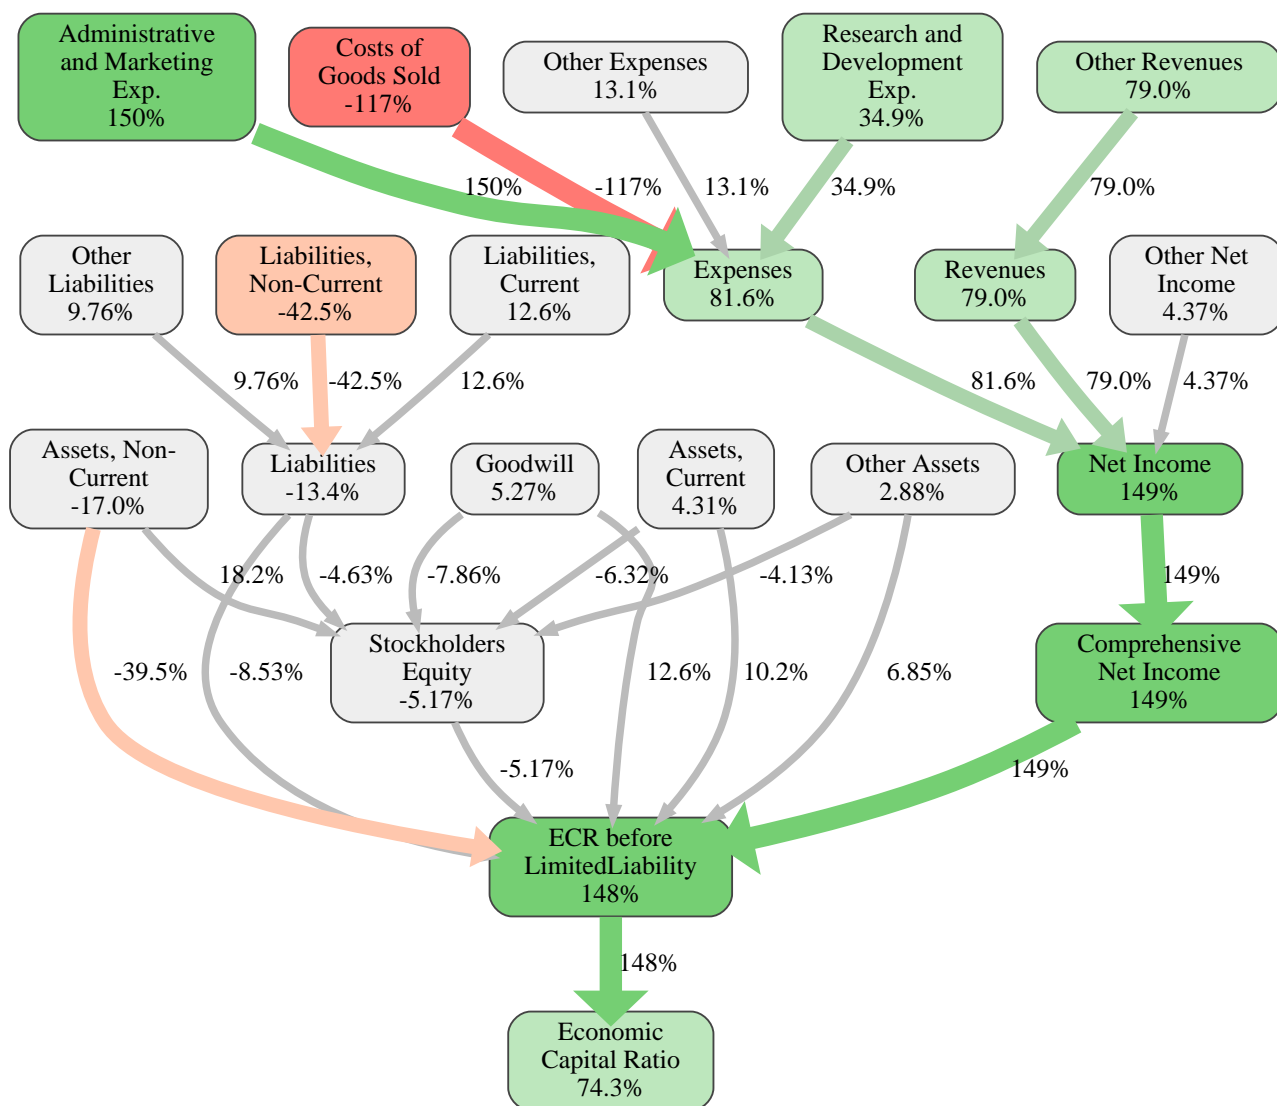 Administrative
and Marketing
Exp.
150%
Costs of
Goods Sold
-117%
Other Expenses
13.1%
Research and
Development
Exp.
34.9%
Other Revenues
79.0%
150%
-117%
13.1%
34.9%
79.0%
Other
Liabilities
9.76%
Liabilities,
Non-Current
-42.5%
Liabilities,
Current
12.6%
Expenses
81.6%
Revenues
79.0%
Other Net
Income
4.37%
9.76%
-42.5%
12.6%
81.6%
79.0%
4.37%
Assets, Non-
Current
-17.0%
Liabilities
-13.4%
Goodwill
5.27%
Assets,
Current
4.31%
Other Assets
2.88%
Net Income
149%
18.2%
-4.63%
-7.86%
-6.32%
-4.13%
149%
Stockholders
Equity
-5.17%
Comprehensive
Net Income
149%
-39.5%
-8.53%
12.6%
10.2%
6.85%
-5.17%
149%
ECR before
LimitedLiability
148%
148%
Economic
Capital Ratio
74.3%